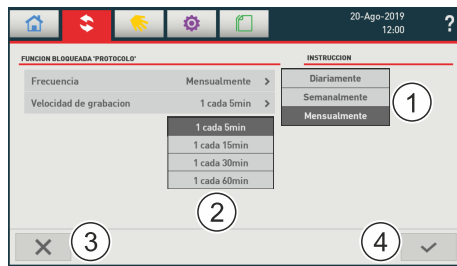 20-Ago-2019
12:00
?
FUNCION BLOQUEADA 'PROTOCOLO'
INSTRUCCION
Frecuencia Mensualmente >
Velocidad de grabacion 1 cada 5min >
Diariamente
Semanalmente
Mensualmente
1
1 cada 5min
1 cada 15min
1 cada 30min
1 cada 60min
2
3
4